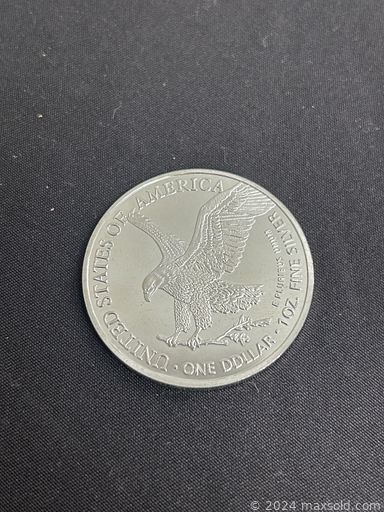 UNITED STATES OF AMERICA
E PLURIBUS
UNUM
· ONE DOLLAR · 1 OZ. FINE SILVER
© 2024 maxsold.com